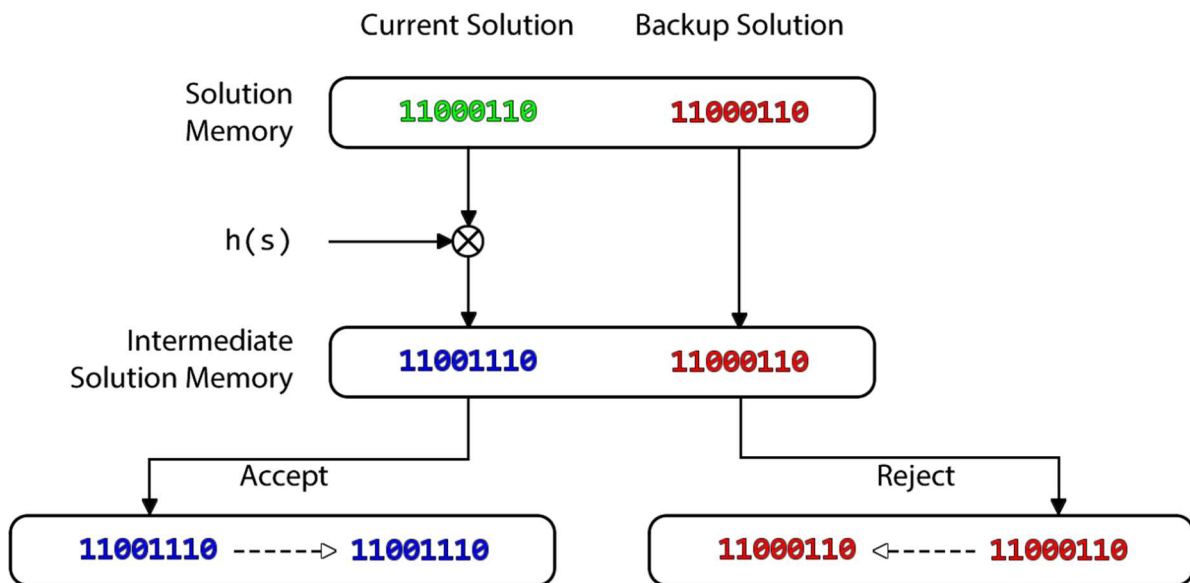 Current Solution Backup Solution
Solution
Memory
11000110 11000110
h(s)
Intermediate
Solution Memory
11001110 11000110
Accept Reject
11001110 11001110 11000110 11000110